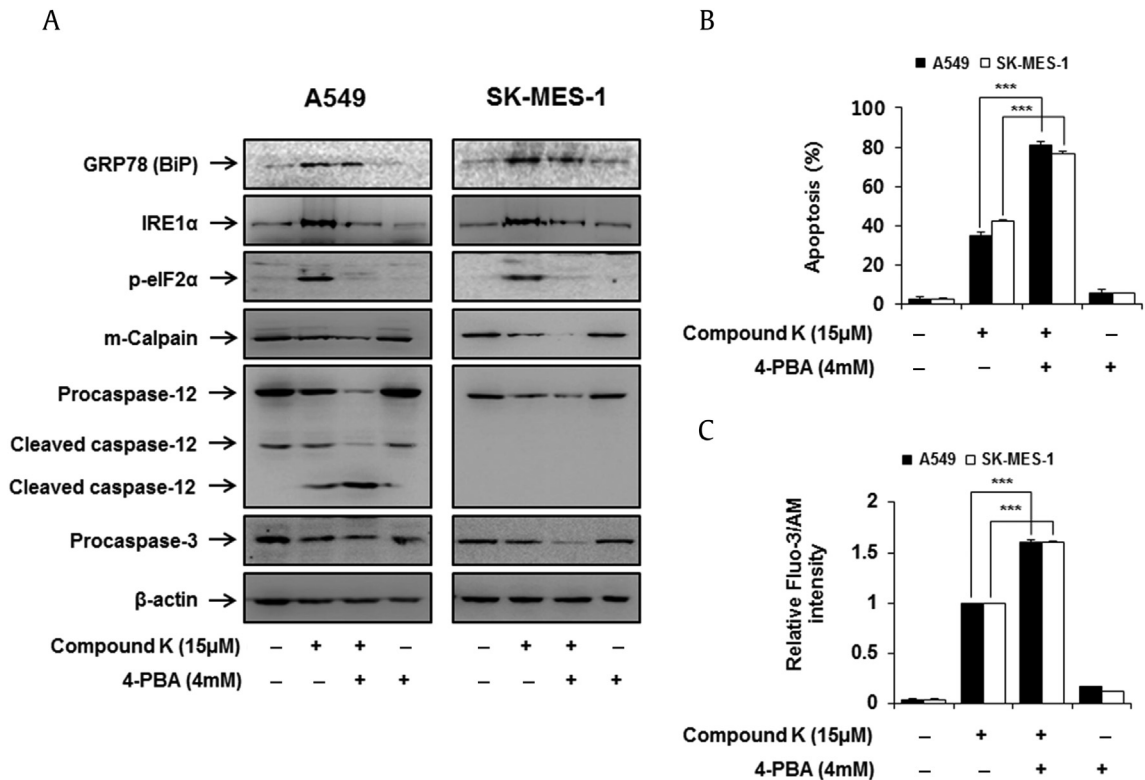 A
A549 SK-MES-1
GRP78 (BiP)
IRE1α
p-eIF2α
m-Calpain
Procaspase-12
Cleaved caspase-12
Cleaved caspase-12
Procaspase-3
β-actin
Compound K (15μM) – + + – – + + –
4-PBA (4mM) – – + + – – + +
B
A549 SK-MES-1
***
***
Apoptosis (%)
100
80
60
40
20
0
Compound K (15μM) – + + –
4-PBA (4mM) – – + +
C
A549 SK-MES-1
***
***
Relative Fluo-3/AM
intensity
2
1.5
1
0.5
0
Compound K (15μM) – + + –
4-PBA (4mM) – – + +